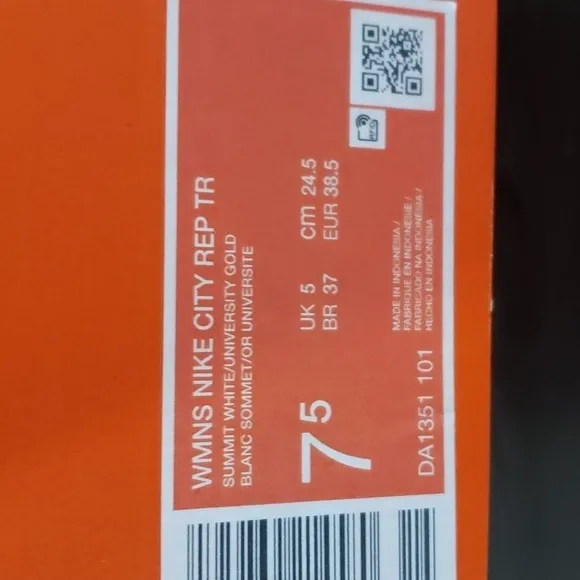 WMNS NIKE CITY REP TR
SUMMIT WHITE/UNIVERSITY GOLD
BLANC SOMMET/OR UNIVERSITE
7 5
UK 5 cm 24.5
BR 37 EUR 38.5
MADE IN INDONESIA /
FABRIQUE EN INDONESIE /
FABRICADO NA INDONESIA /
HECHO EN INDONESIA
DA1351 101
RFID